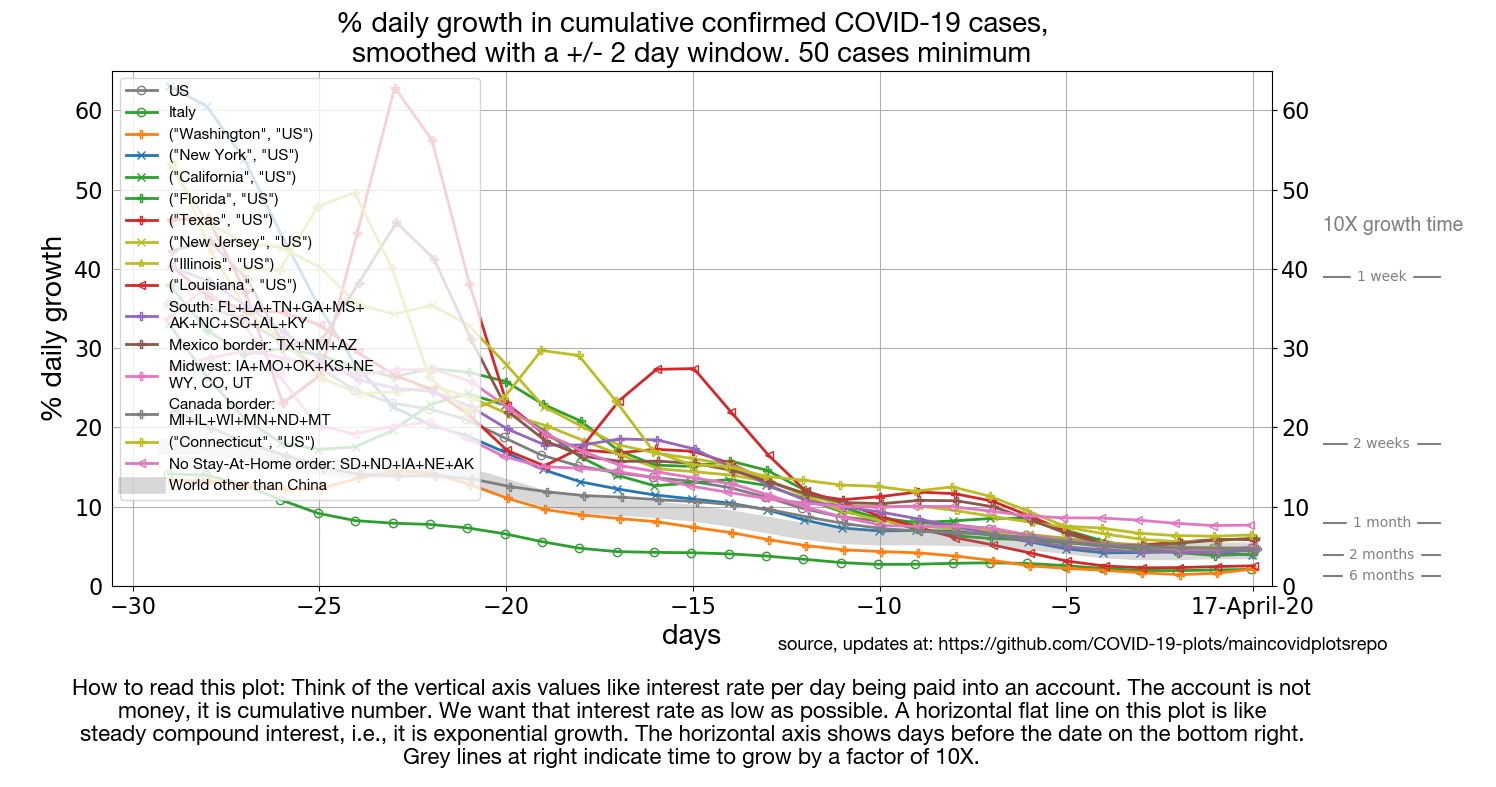 % daily growth in cumulative confirmed COVID-19 cases,
smoothed with a +/- 2 day window. 50 cases minimum
% daily growth
60
50
40
30
20
10
0
US
Italy
("Washington", "US")
("New York", "US")
("California", "US")
("Florida", "US")
("Texas", "US")
("New Jersey", "US")
("Illinois", "US")
("Louisiana", "US")
South: FL+LA+TN+GA+MS+
AK+NC+SC+AL+KY
Mexico border: TX+NM+AZ
Midwest: IA+MO+OK+KS+NE
WY, CO, UT
Canada border:
MI+IL+WI+MN+ND+MT
("Connecticut", "US")
No Stay-At-Home order: SD+ND+IA+NE+AK
World other than China
60
50
40
30
20
10
0
10X growth time
1 week
2 weeks
1 month
2 months
6 months
−30
−25
−20
−15
−10
−5
17-April-20
days
source, updates at: https://github.com/COVID-19-plots/maincovidplotsrepo
How to read this plot: Think of the vertical axis values like interest rate per day being paid into an account. The account is not
money, it is cumulative number. We want that interest rate as low as possible. A horizontal flat line on this plot is like
steady compound interest, i.e., it is exponential growth. The horizontal axis shows days before the date on the bottom right.
Grey lines at right indicate time to grow by a factor of 10X.